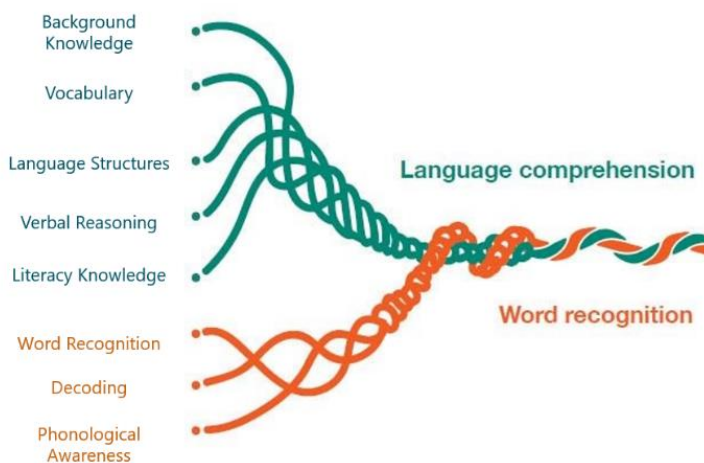 Background
Knowledge
Vocabulary
Language Structures
Verbal Reasoning
Literacy Knowledge
Language comprehension
Word recognition
Word Recognition
Decoding
Phonological
Awareness